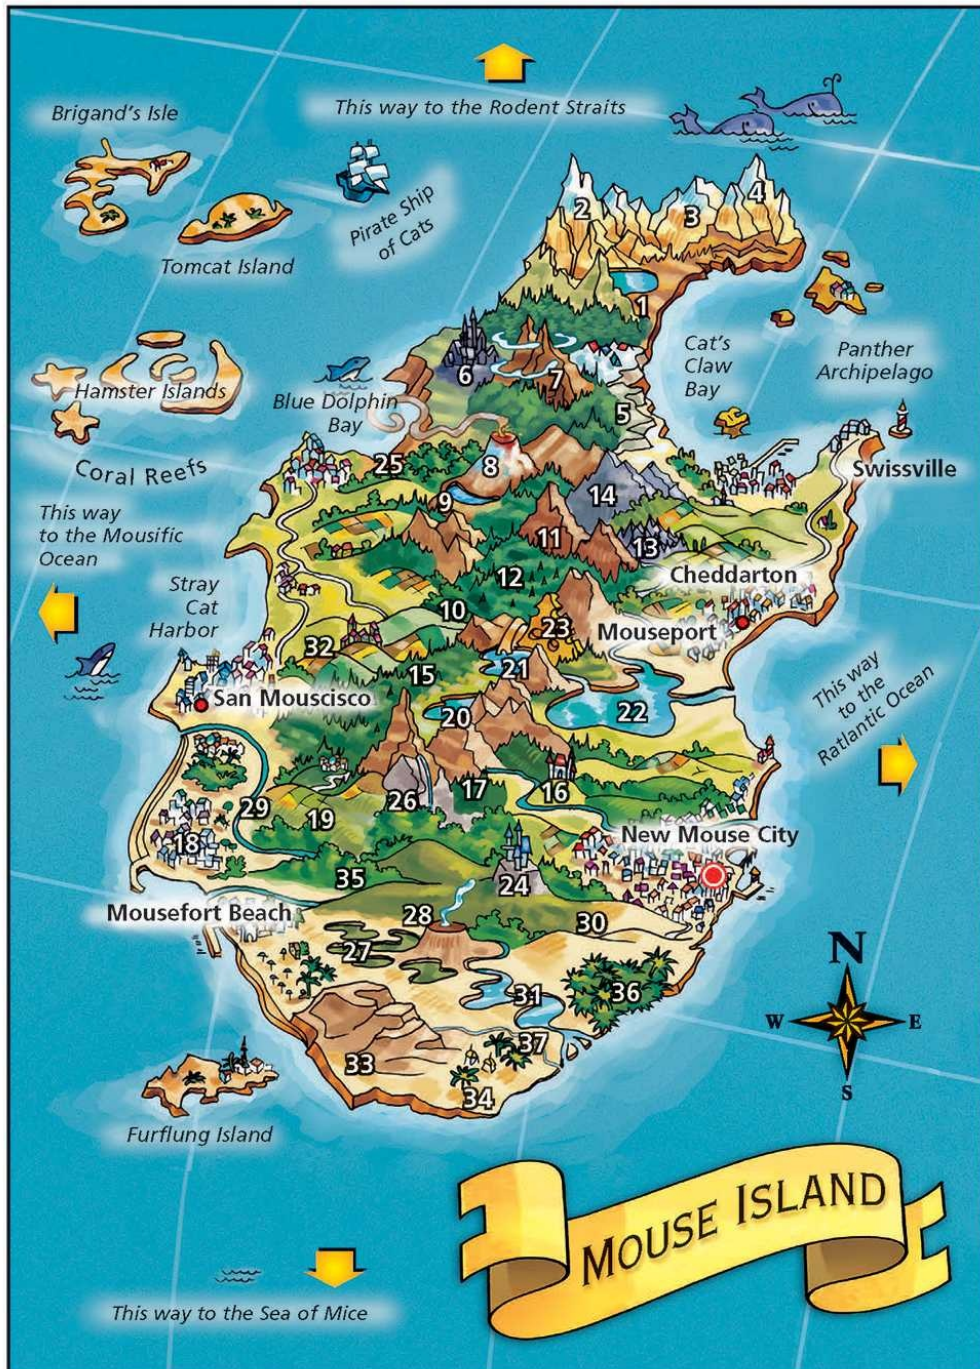 This way to the Rodent Straits
Brigand's Isle
Pirate Ship
of Cats
Tomcat Island
2
3
4
1
Cat's
Claw
Bay
Panther
Archipelago
Hamster Islands
Blue Dolphin
Bay
6
7
5
Coral Reefs
25
8
Swissville
This way
to the Mousific
Ocean
9
14
11
13
Stray
Cat
Harbor
12
Cheddarton
10
32
23
Mouseport
15
21
San Mouscisco
20
22
This way
to the
Ratlantic Ocean
17
16
26
29
19
18
New Mouse City
35
24
Mousefort Beach
28
30
27
31
36
N
W
E
S
33
37
34
Furflung Island
MOUSE ISLAND
This way to the Sea of Mice